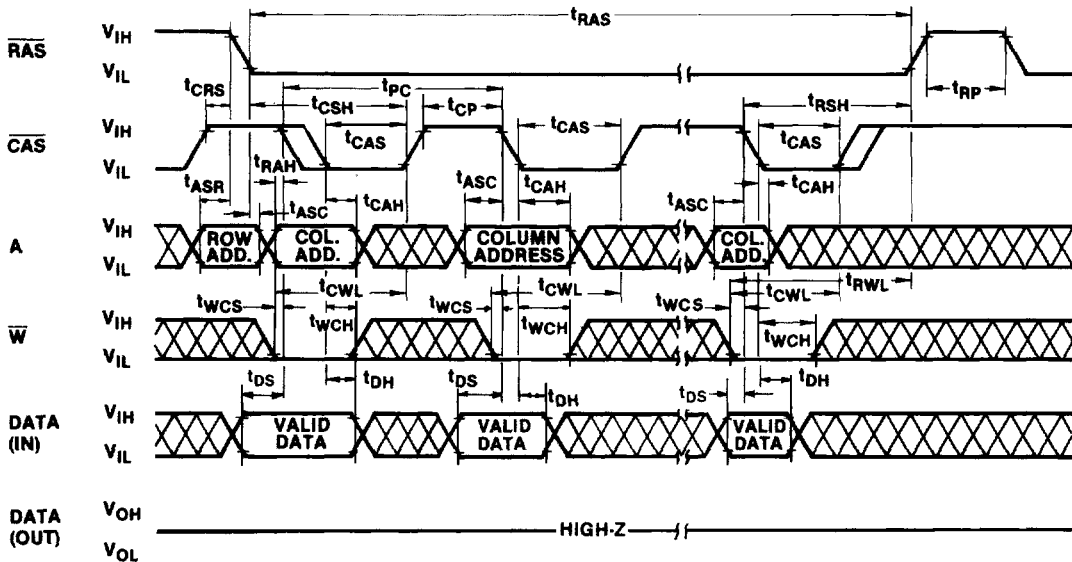 tRAS
RAS
VIH
VIL
tCRS
tPC
tCSH
tCP
tRSH
tRP
CAS
VIH
VIL
tCAS
tCAS
tCAS
tRAH
tASR
tASC
tCAH
tASC
tCAH
tASC
tCAH
A
VIH
VIL
ROW ADD.
COL. ADD.
COLUMN ADDRESS
COL. ADD.
tWCS
tCWL
tWCS
tCWL
tWCS
tCWL
tRWL
W
VIH
VIL
tWCH
tWCH
tWCH
tDS
tDH
tDS
tDH
tDS
tDH
DATA (IN)
VIH
VIL
VALID DATA
VALID DATA
VALID DATA
DATA (OUT)
VOH
VOL
HIGH-Z